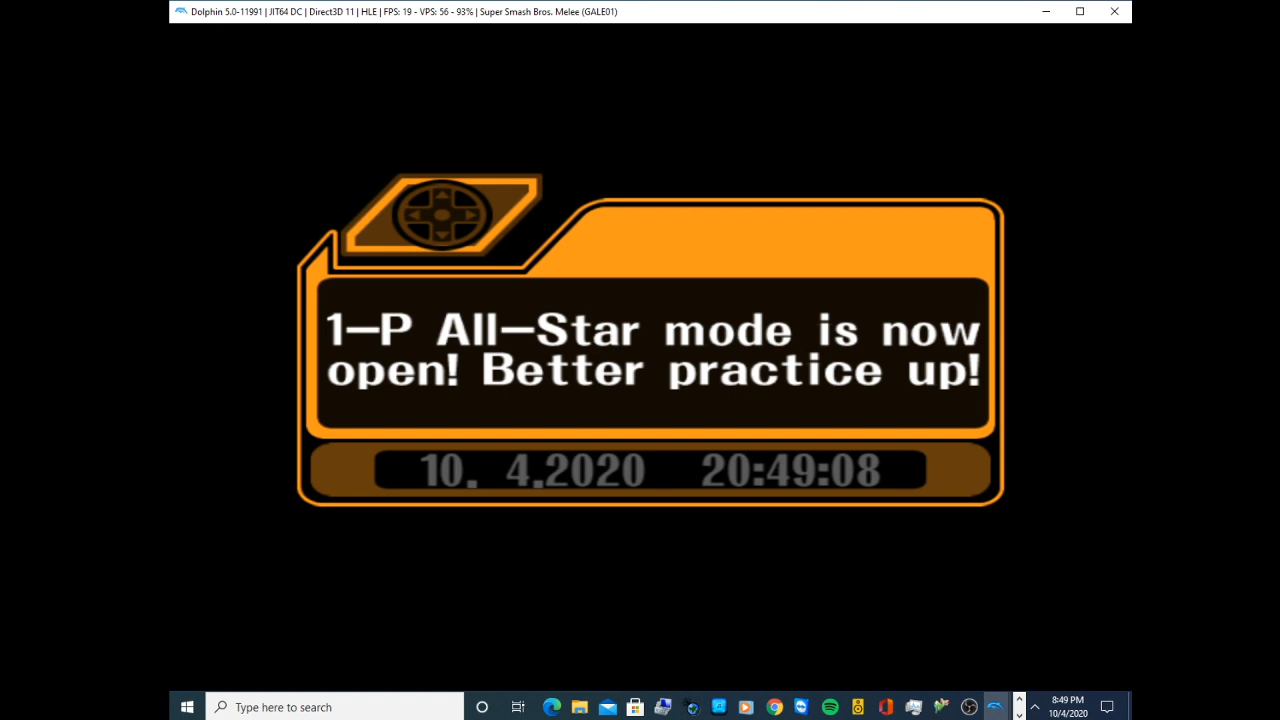 Dolphin 5.0-11991 | JIT64 DC | Direct3D 11 | HLE | FPS: 19 - VPS: 56 - 93% | Super Smash Bros. Melee (GALE01)
1-P All-Star mode is now
open! Better practice up!
10. 4.2020 20:49:08
Type here to search
8:49 PM
10/4/2020